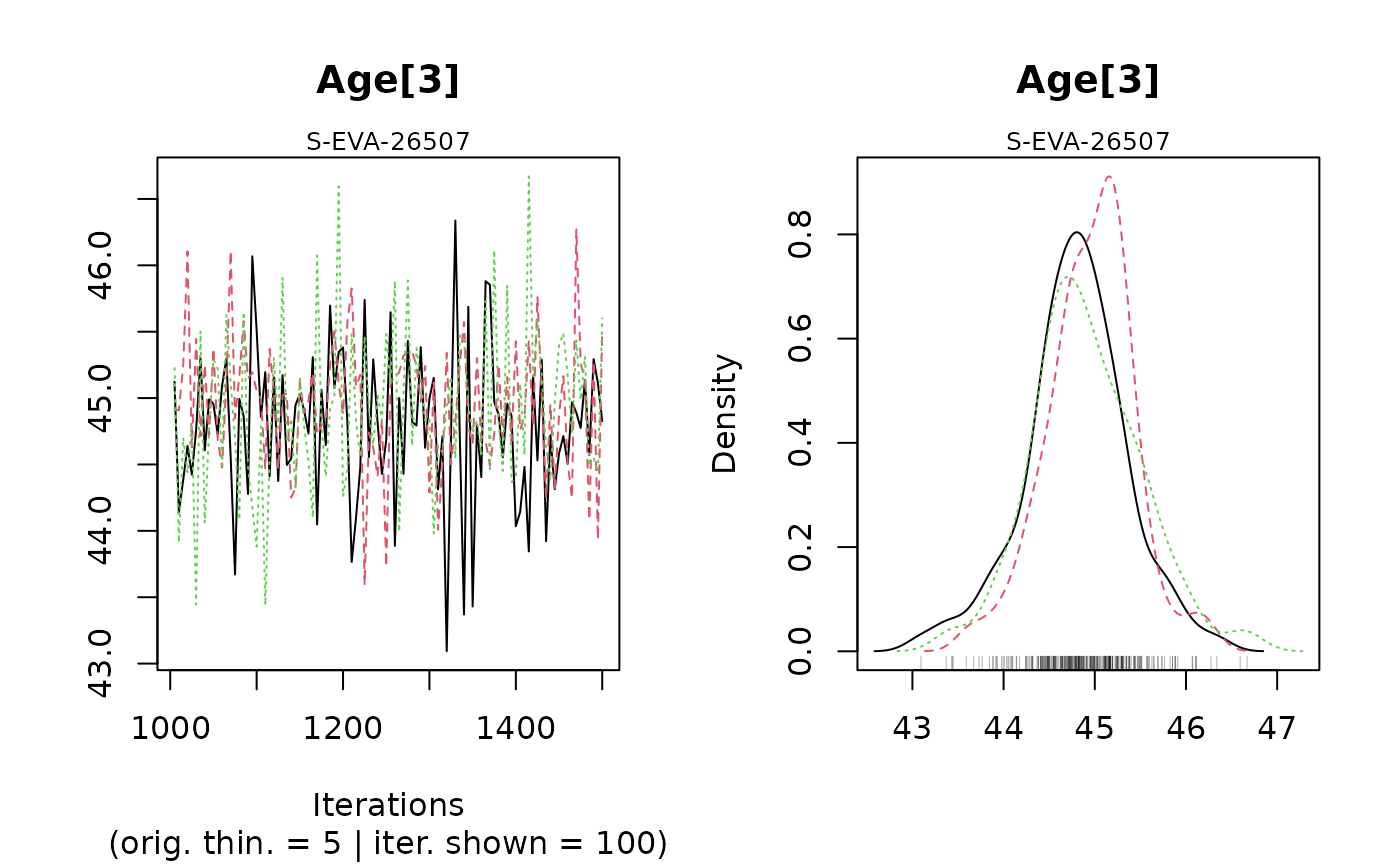 Age[3]
S-EVA-26507
46.0
45.0
44.0
43.0
1000 1200 1400
Iterations
(orig. thin. = 5 | iter. shown = 100)
Age[3]
S-EVA-26507
Density
0.8
0.6
0.4
0.2
0.0
43 44 45 46 47